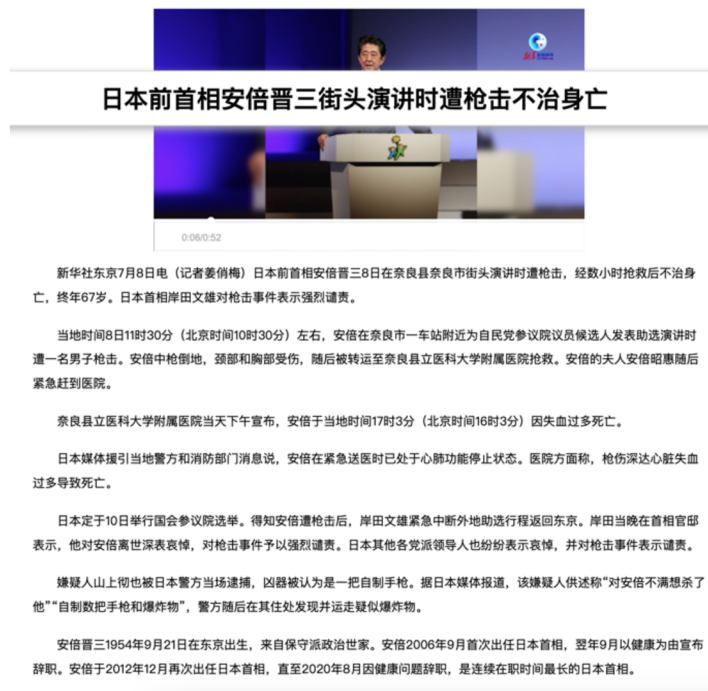 日本前首相安倍晋三街头演讲时遭枪击不治身亡
0:06/0:52
新华社东京7月8日电（记者姜俏梅）日本前首相安倍晋三8日在奈良县奈良市街头演讲时遭枪击，经数小时抢救后不治身
亡，终年67岁。日本首相岸田文雄对枪击事件表示强烈谴责。
当地时间8日11时30分（北京时间10时30分）左右，安倍在奈良市一车站附近为自民党参议院议员候选人发表助选演讲时
遭一名男子枪击。安倍中枪倒地，颈部和胸部受伤，随后被转运至奈良县立医科大学附属医院抢救。安倍的夫人安倍昭惠随后
紧急赶到医院。
奈良县立医科大学附属医院当天下午宣布，安倍于当地时间17时3分（北京时间16时3分）因失血过多死亡。
日本媒体援引当地警方和消防部门消息说，安倍在紧急送医时已处于心肺功能停止状态。医院方面称，枪伤深达心脏失血
过多导致死亡。
日本定于10日举行国会参议院选举。得知安倍遭枪击后，岸田文雄紧急中断外地助选行程返回东京。岸田当晚在首相官邸
表示，他对安倍离世深表哀悼，对枪击事件予以强烈谴责。日本其他各党派领导人也纷纷表示哀悼，并对枪击事件表示谴责。
嫌疑人山上彻也被日本警方当场逮捕，凶器被认为是一把自制手枪。据日本媒体报道，该嫌疑人供述称“对安倍不满想杀了
他”“自制数把手枪和爆炸物”，警方随后在其住处发现并运走疑似爆炸物。
安倍晋三1954年9月21日在东京出生，来自保守派政治世家。安倍2006年9月首次出任日本首相，翌年9月以健康为由宣布
辞职。安倍于2012年12月再次出任日本首相，直至2020年8月因健康问题辞职，是连续在职时间最长的日本首相。